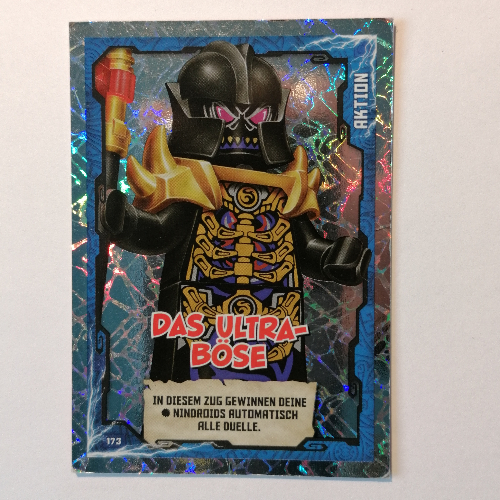 AKTION
DAS ULTRA-
BÖSE
IN DIESEM ZUG GEWINNEN DEINE
NINDROIDS AUTOMATISCH
ALLE DUELLE.
173